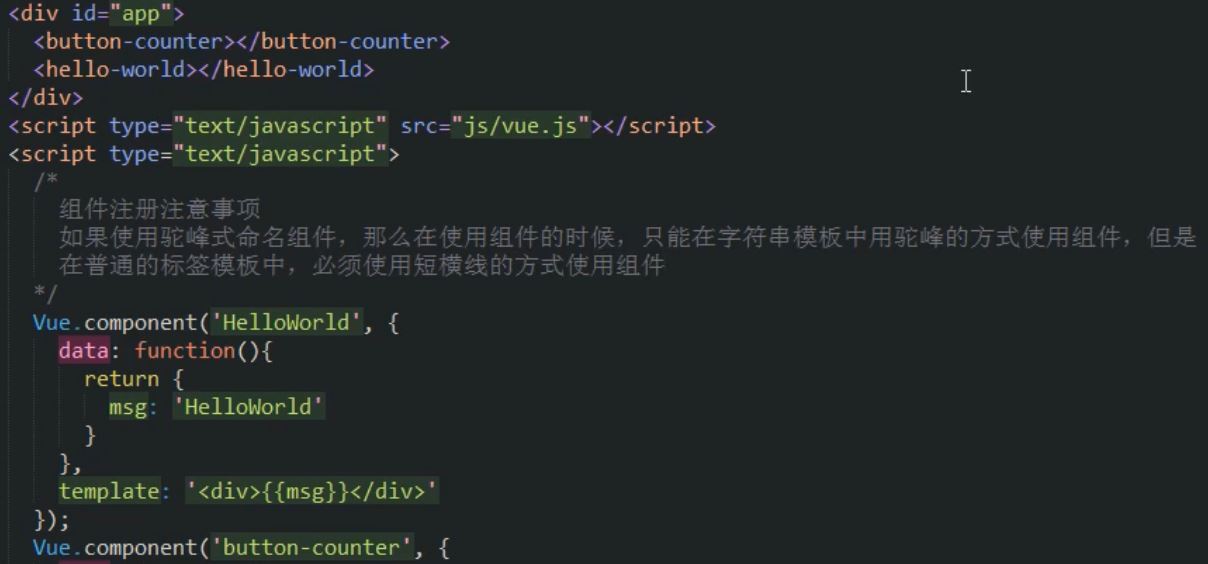 <div id="app">
<button-counter></button-counter>
<hello-world></hello-world>
</div>
<script type="text/javascript" src="js/vue.js"></script>
<script type="text/javascript">
/*
组件注册注意事项
如果使用驼峰式命名组件，那么在使用组件的时候，只能在字符串模板中用驼峰的方式使用组件，但是
在普通的标签模板中，必须使用短横线的方式使用组件
*/
Vue.component('HelloWorld', {
data: function(){
return {
msg: 'HelloWorld'
}
},
template: '<div>{{msg}}</div>'
});
Vue.component('button-counter', {